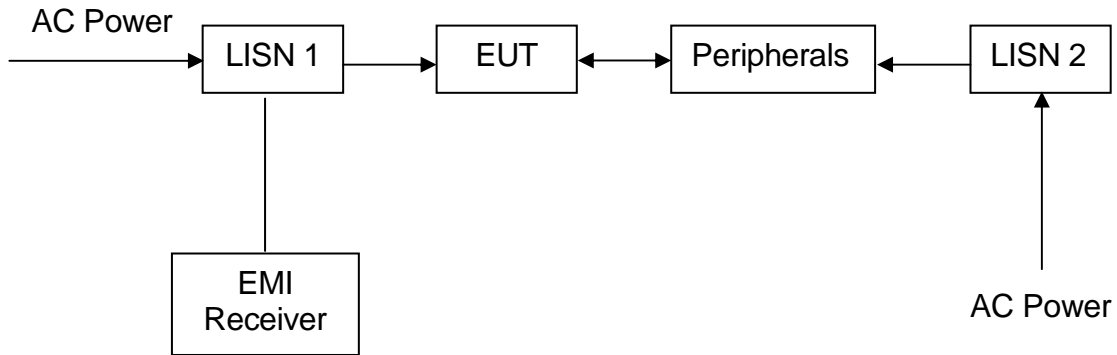 AC Power
LISN 1
EUT
Peripherals
LISN 2
EMI
Receiver
AC Power